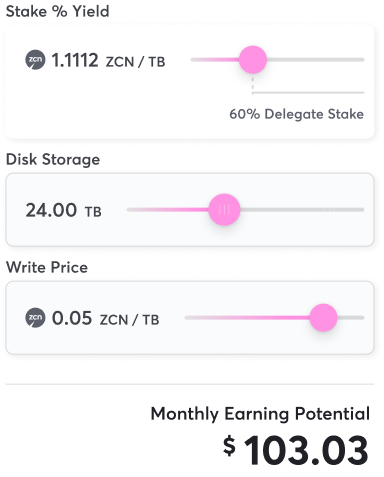 Stake % Yield
zcn 1.1112 ZCN / TB
60% Delegate Stake
Disk Storage
24.00 TB
Write Price
zcn 0.05 ZCN / TB
Monthly Earning Potential
$ 103.03